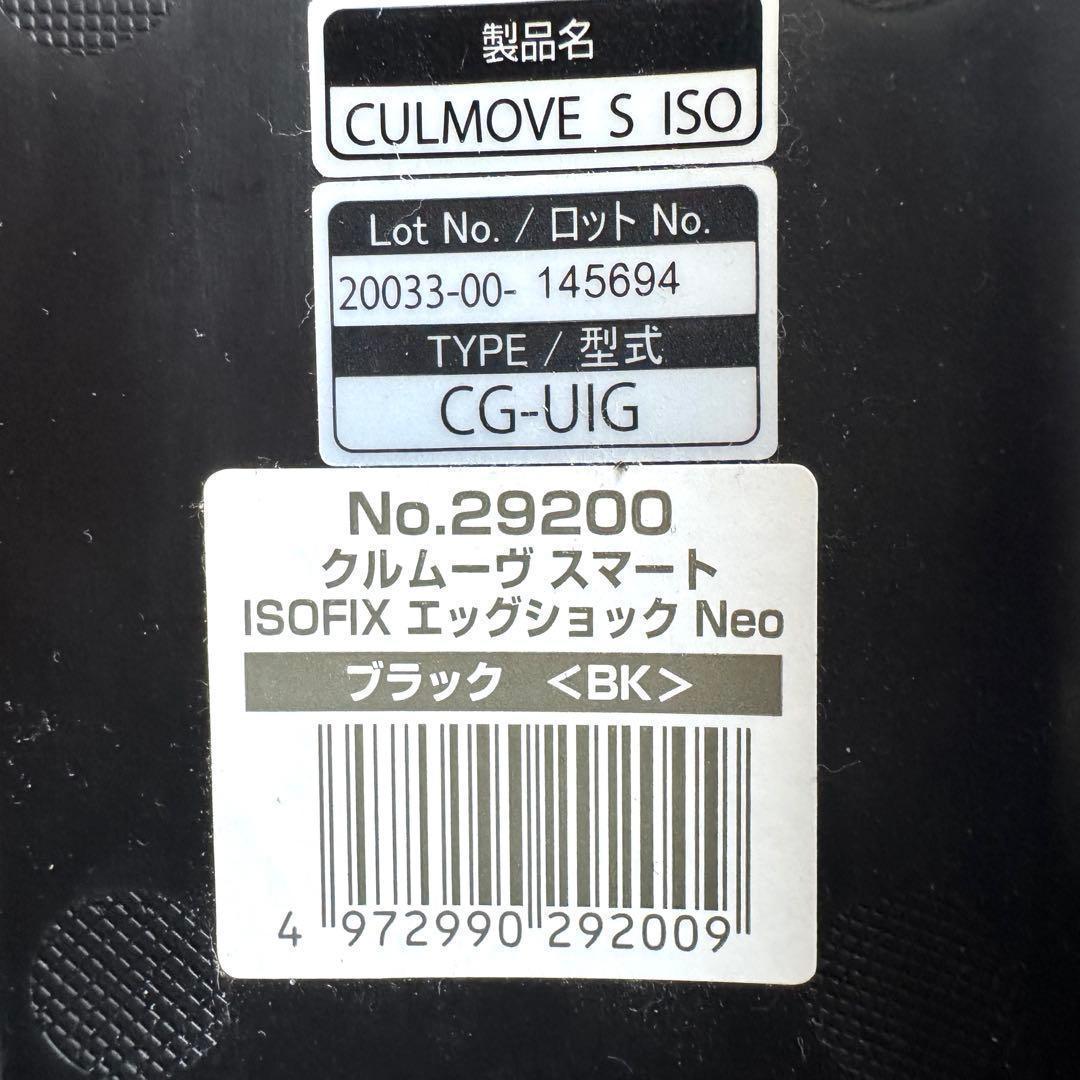 製品名
CULMOVE S ISO
Lot No. / ロット No.
20033-00- 145694
TYPE / 型式
CG-UIG
No.29200
クルムーヴ スマート
ISOFIX エッグショック Neo
ブラック <BK>
4 972990 292009